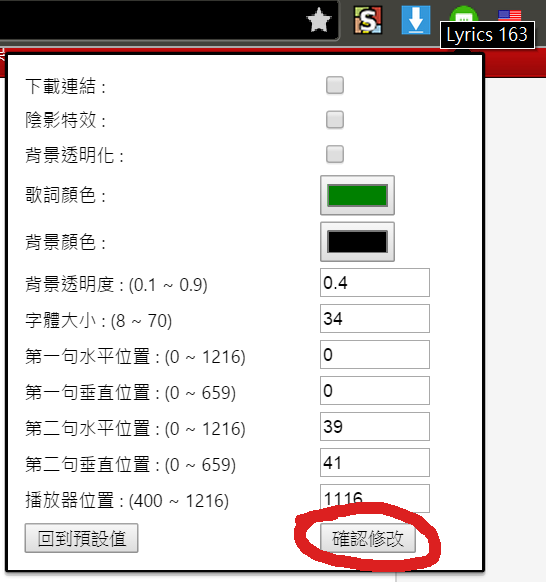 Lyrics 163
下載連結 :
陰影特效 :
背景透明化 :
歌詞顏色 :
背景顏色 :
背景透明度 : (0.1 ~ 0.9) 0.4
字體大小 : (8 ~ 70) 34
第一句水平位置 : (0 ~ 1216) 0
第一句垂直位置 : (0 ~ 659) 0
第二句水平位置 : (0 ~ 1216) 39
第二句垂直位置 : (0 ~ 659) 41
播放器位置 : (400 ~ 1216) 1116
回到預設值 確認修改